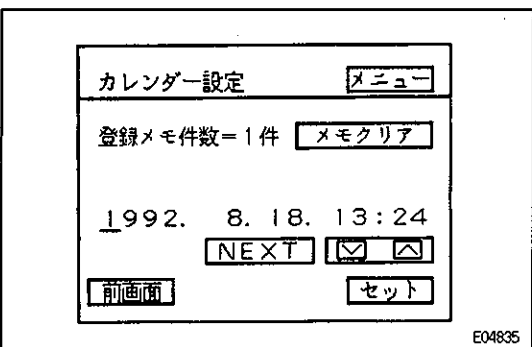 カレンダー設定 メニュー
登録メモ件数=1件 メモクリア
1992. 8. 18. 13:24
NEXT
前画面 セット
E04835